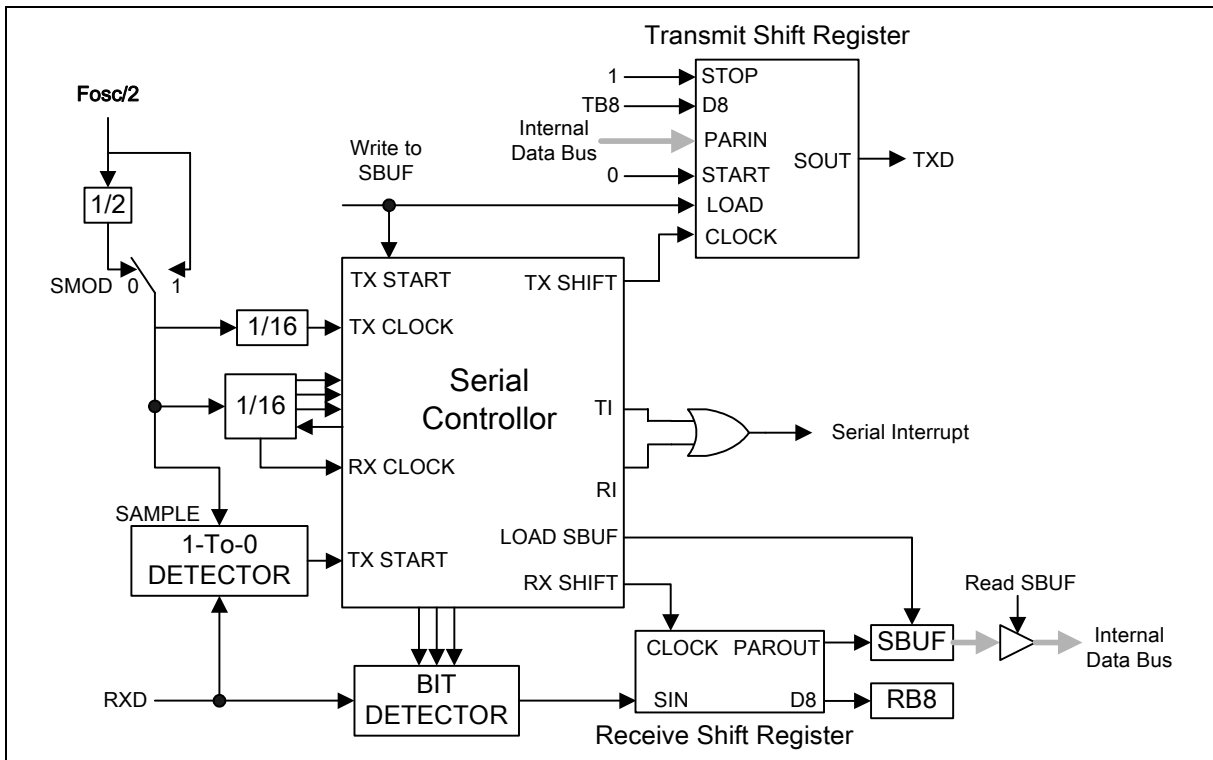 Transmit Shift Register
1
STOP
TB8
D8
Internal
Data Bus
PARIN
SOUT
TXD
0
START
LOAD
CLOCK
Fosc/2
1/2
SMOD
0
1
Write to
SBUF
TX START
TX SHIFT
1/16
TX CLOCK
1/16
Serial
Controllor
TI
Serial Interrupt
RX CLOCK
RI
SAMPLE
1-To-0
DETECTOR
TX START
LOAD SBUF
RX SHIFT
Read SBUF
CLOCK
PAROUT
SBUF
Internal
Data Bus
RXD
BIT
DETECTOR
SIN
D8
RB8
Receive Shift Register